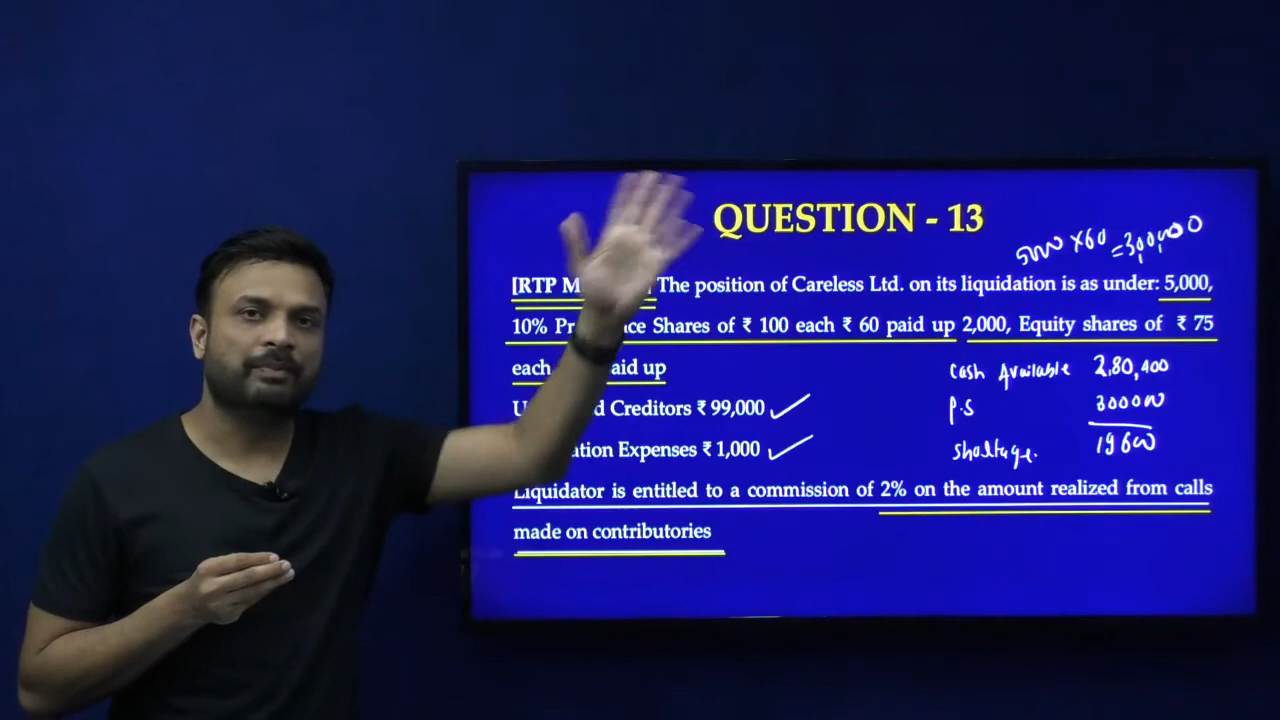 QUESTION - 13
5000 X 60 = 3,00,000
[RTP M The position of Careless Ltd. on its liquidation is as under: 5,000,
10% Pr ce Shares of ₹ 100 each ₹ 60 paid up 2,000, Equity shares of ₹ 75
each aid up
Cash Available 2,80,400
U d Creditors ₹ 99,000
P.S 300000
ation Expenses ₹ 1,000
Shortage. 19600
Liquidator is entitled to a commission of 2% on the amount realized from calls
made on contributories